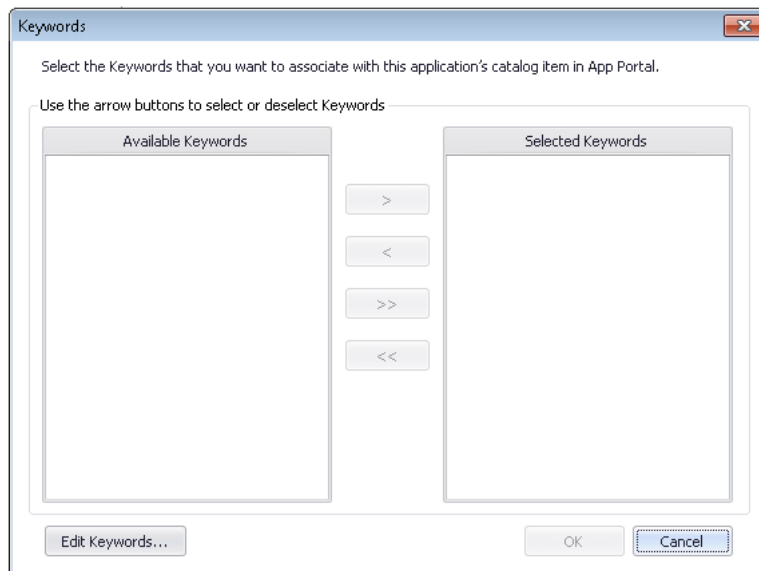 Keywords
Select the Keywords that you want to associate with this application's catalog item in App Portal.
Use the arrow buttons to select or deselect Keywords
Available Keywords
Selected Keywords
>
<
>>
<<
Edit Keywords...
OK
Cancel